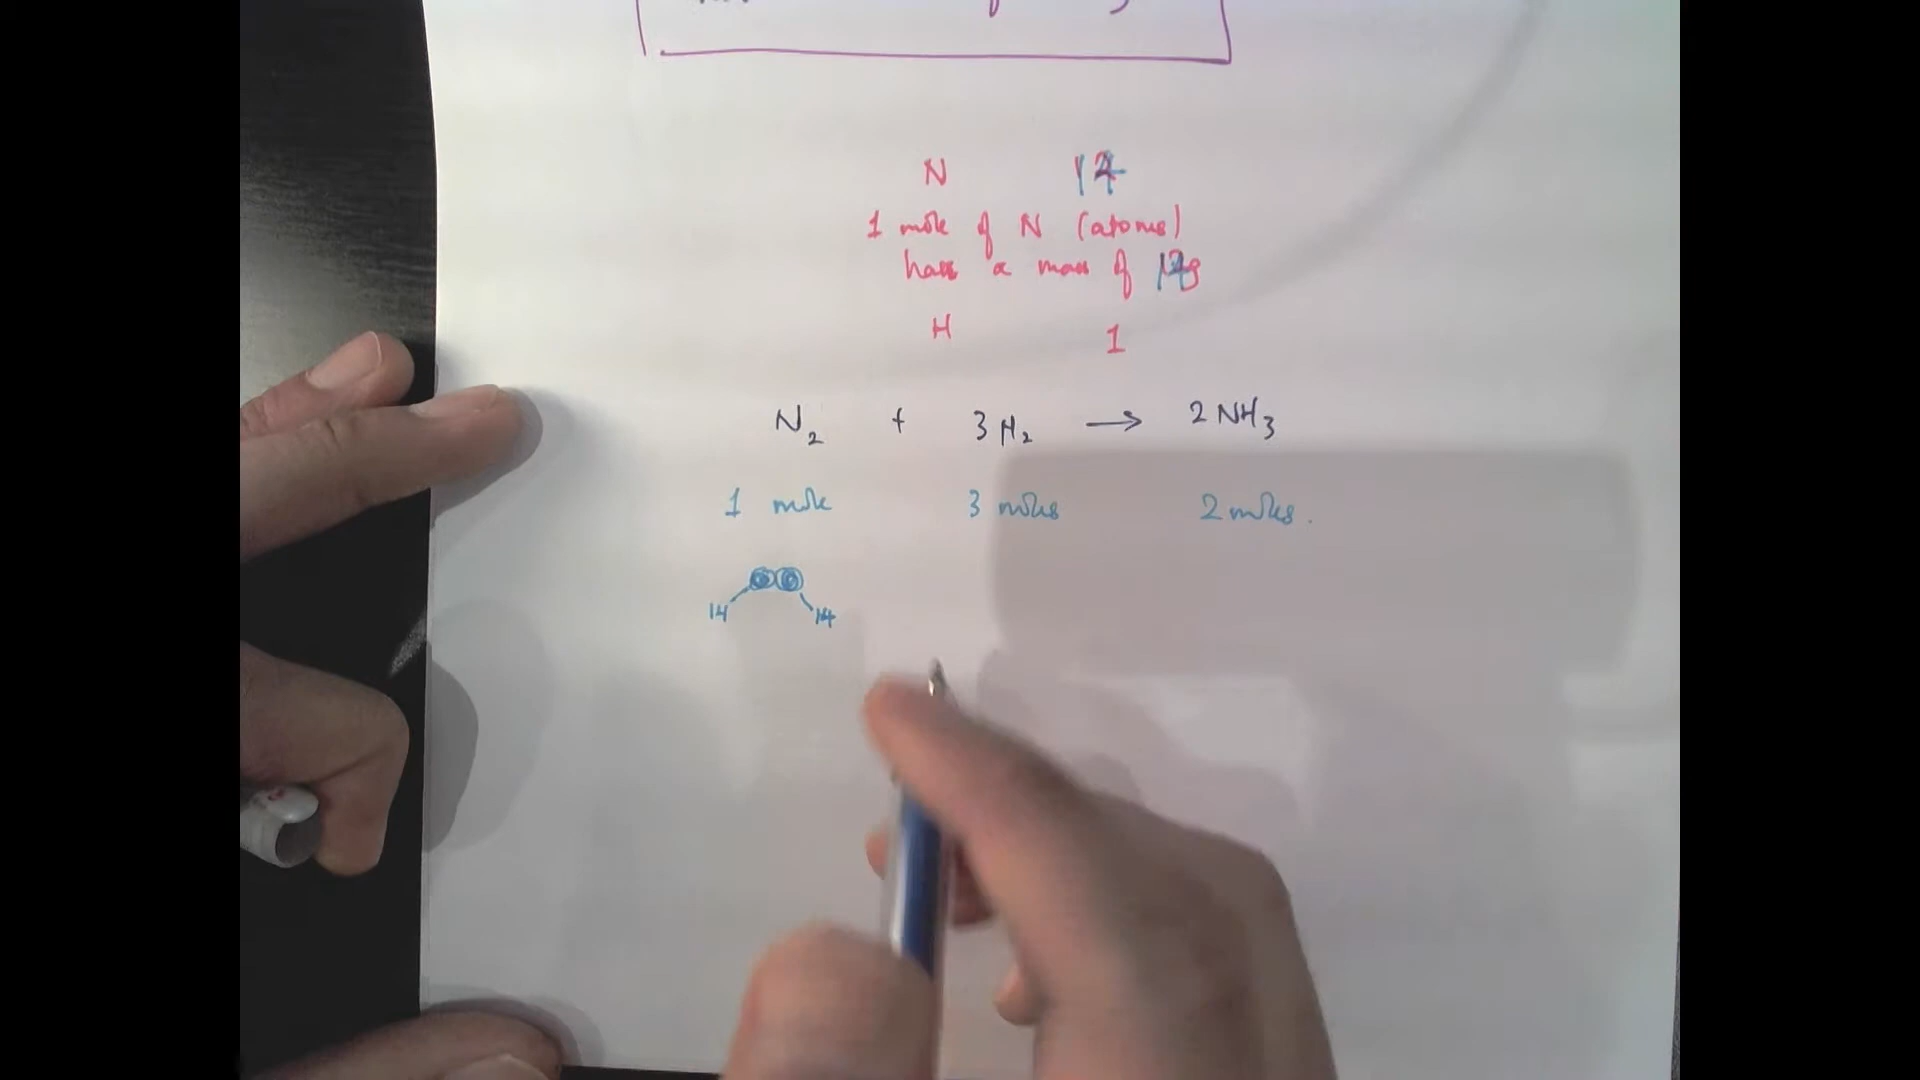 N 14
1 mole of N (atoms)
has a mass of 14g
H 1
N₂ + 3H₂ → 2NH₃
1 mole 3 moles 2 moles.
14 14